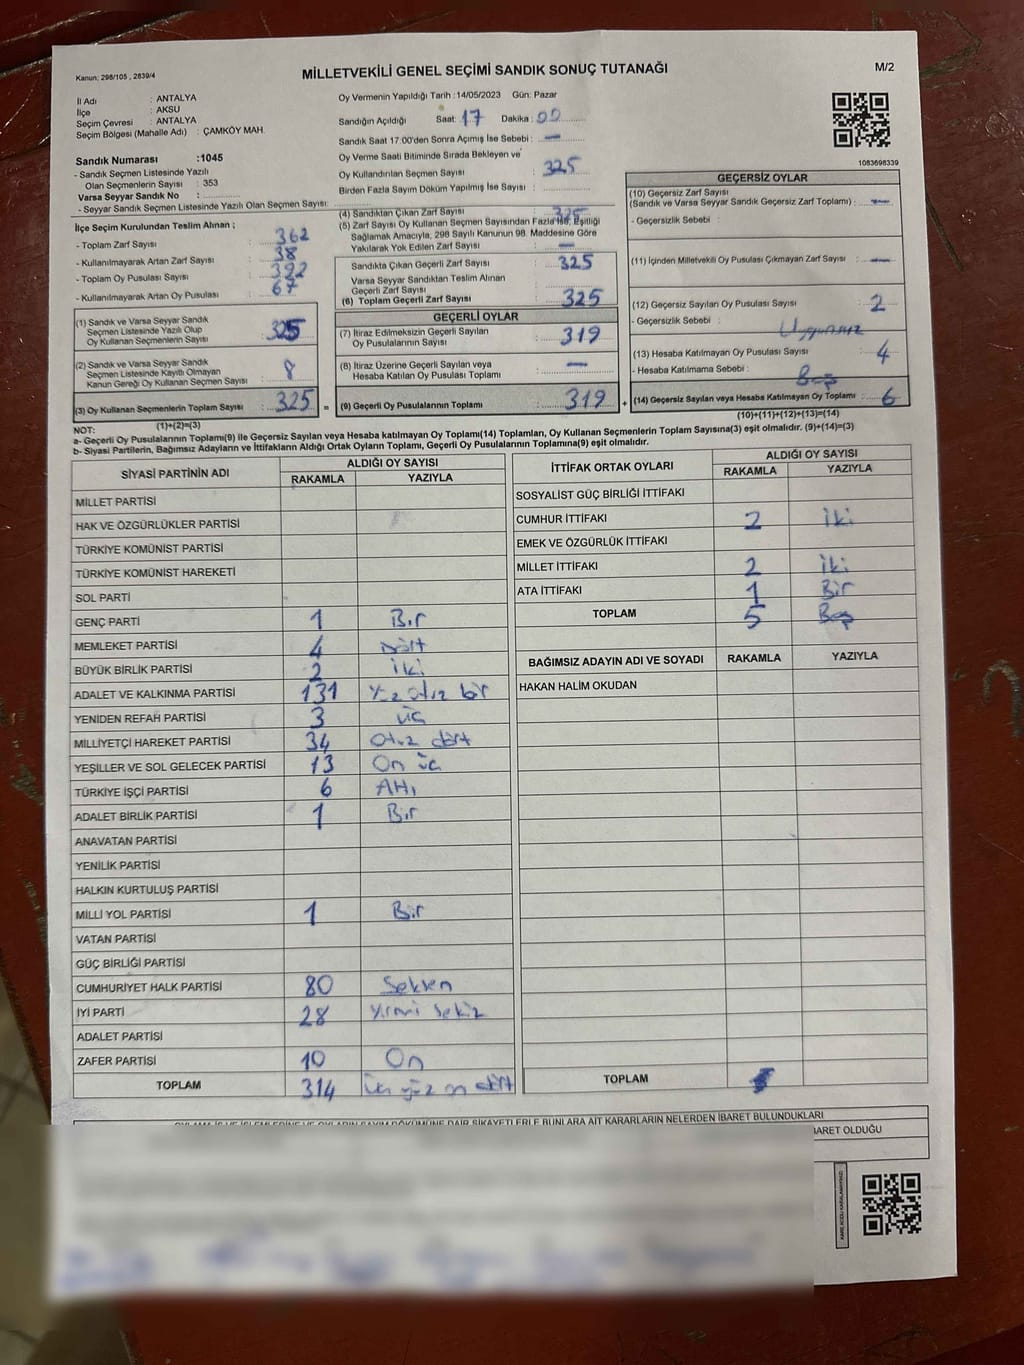 Kanun: 298/105 , 2839/4
MİLLETVEKİLİ GENEL SEÇİMİ SANDIK SONUÇ TUTANAĞI
M/2
İl Adı : ANTALYA
İlçe : AKSU
Seçim Çevresi : ANTALYA
Seçim Bölgesi (Mahalle Adı) : ÇAMKÖY MAH.
Sandık Numarası :1045
- Sandık Seçmen Listesinde Yazılı
Olan Seçmenlerin Sayısı : 353
Varsa Seyyar Sandık No :
- Seyyar Sandık Seçmen Listesinde Yazılı Olan Seçmen Sayısı:
Oy Vermenin Yapıldığı Tarih :14/05/2023 Gün: Pazar
Sandığın Açıldığı Saat: 17 Dakika : 00
Sandık Saat 17:00'den Sonra Açımış İse Sebebi : —
Oy Verme Saati Bitiminde Sırada Bekleyen ve
Oy Kullandırılan Seçmen Sayısı : 325
Birden Fazla Sayım Döküm Yapılmış İse Sayısı :
1083698339
İlçe Seçim Kurulundan Teslim Alınan ;
- Toplam Zarf Sayısı : 362
- Kullanılmayarak Artan Zarf Sayısı : 38
- Toplam Oy Pusulası Sayısı : 392
- Kullanılmayarak Artan Oy Pusulası : 67
(1) Sandık ve Varsa Seyyar Sandık
Seçmen Listesinde Yazılı Olup
Oy Kullanan Seçmenlerin Sayısı : 325
(2) Sandık ve Varsa Seyyar Sandık
Seçmen Listesinde Kayıtlı Olmayan
Kanun Gereği Oy Kullanan Seçmen Sayısı : 8
(3) Oy Kullanan Seçmenlerin Toplam Sayısı : 325 =
(1)+(2)=(3)
(4) Sandıktan Çıkan Zarf Sayısı : 325
(5) Zarf Sayısı Oy Kullanan Seçmen Sayısından Fazla İse, Eşitliği
Sağlamak Amacıyla, 298 Sayılı Kanunun 98. Maddesine Göre
Yakılarak Yok Edilen Zarf Sayısı : —
Sandıkta Çıkan Geçerli Zarf Sayısı : 325
Varsa Seyyar Sandıktan Teslim Alınan
Geçerli Zarf Sayısı :
(6) Toplam Geçerli Zarf Sayısı : 325
GEÇERLİ OYLAR
(7) İtiraz Edilmeksizin Geçerli Sayılan
Oy Pusulalarının Sayısı : 319
(8) İtiraz Üzerine Geçerli Sayılan veya
Hesaba Katılan Oy Pusulası Toplamı : —
(9) Geçerli Oy Pusulalarının Toplamı : 319 +
GEÇERSİZ OYLAR
(10) Geçersiz Zarf Sayısı
(Sandık ve Varsa Seyyar Sandık Geçersiz Zarf Toplamı) : —
- Geçersizlik Sebebi :
(11) İçinden Milletvekili Oy Pusulası Çıkmayan Zarf Sayısı : —
(12) Geçersiz Sayılan Oy Pusulası Sayısı : 2
- Geçersizlik Sebebi : Uygunsuz
(13) Hesaba Katılmayan Oy Pusulası Sayısı : 4
- Hesaba Katılmama Sebebi : Boş
(14) Geçersiz Sayılan veya Hesaba Katılmayan Oy Toplamı : 6
(10)+(11)+(12)+(13)=(14)
NOT:
a- Geçerli Oy Pusulalarının Toplamı(9) ile Geçersiz Sayılan veya Hesaba katılmayan Oy Toplamı(14) Toplamları, Oy Kullanan Seçmenlerin Toplam Sayısına(3) eşit olmalıdır. (9)+(14)=(3)
b- Siyasi Partilerin, Bağımsız Adayların ve İttifakların Aldığı Ortak Oyların Toplamı, Geçerli Oy Pusulalarının Toplamına(9) eşit olmalıdır.
SİYASİ PARTİNİN ADI ALDIĞI OY SAYISI
RAKAMLA YAZIYLA
MİLLET PARTİSİ
HAK VE ÖZGÜRLÜKLER PARTİSİ
TÜRKİYE KOMÜNİST PARTİSİ
TÜRKİYE KOMÜNİST HAREKETİ
SOL PARTİ
GENÇ PARTİ 1 Bir
MEMLEKET PARTİSİ 4 Dört
BÜYÜK BİRLİK PARTİSİ 2 İki
ADALET VE KALKINMA PARTİSİ 131 Yüz otuz bir
YENİDEN REFAH PARTİSİ 3 üç
MİLLİYETÇİ HAREKET PARTİSİ 34 Otuz dört
YEŞİLLER VE SOL GELECEK PARTİSİ 13 On üç
TÜRKİYE İŞÇİ PARTİSİ 6 Altı
ADALET BİRLİK PARTİSİ 1 Bir
ANAVATAN PARTİSİ
YENİLİK PARTİSİ
HALKIN KURTULUŞ PARTİSİ
MİLLİ YOL PARTİSİ 1 Bir
VATAN PARTİSİ
GÜÇ BİRLİĞİ PARTİSİ
CUMHURİYET HALK PARTİSİ 80 Seksen
İYİ PARTİ 28 Yirmi sekiz
ADALET PARTİSİ
ZAFER PARTİSİ 10 On
TOPLAM 314 Üç yüz on dört
İTTİFAK ORTAK OYLARI ALDIĞI OY SAYISI
RAKAMLA YAZIYLA
SOSYALİST GÜÇ BİRLİĞİ İTTİFAKI
CUMHUR İTTİFAKI 2 İki
EMEK VE ÖZGÜRLÜK İTTİFAKI
MİLLET İTTİFAKI 2 İki
ATA İTTİFAKI 1 Bir
TOPLAM 5 Beş
BAĞIMSIZ ADAYIN ADI VE SOYADI RAKAMLA YAZIYLA
HAKAN HALİM OKUDAN
TOPLAM
OYLAMA İŞ VE İŞLEMLERİNE VE OYLARIN SAYIM DÖKÜMÜNE DAİR ŞİKAYETLERLE BUNLARA AİT KARARLARIN NELERDEN İBARET BULUNDUKLARI
BARET OLDUĞU